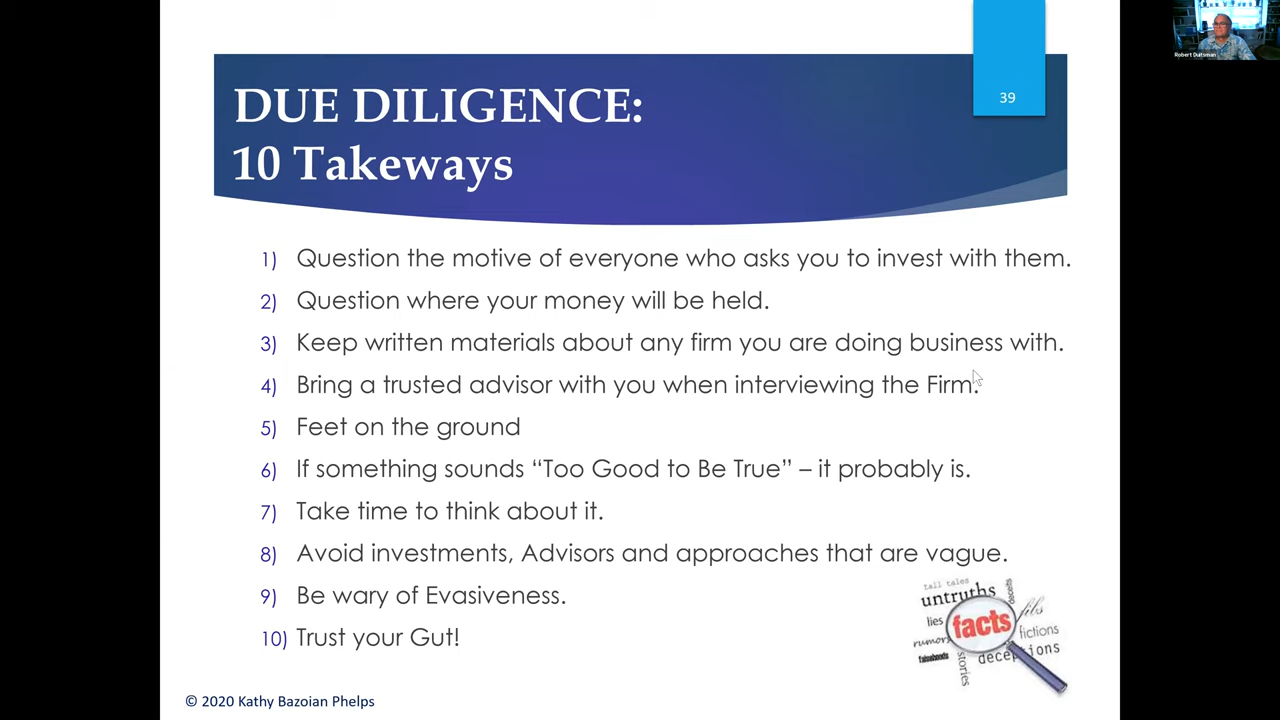 Robert Duitsman
39
DUE DILIGENCE:
10 Takeways
1) Question the motive of everyone who asks you to invest with them.
2) Question where your money will be held.
3) Keep written materials about any firm you are doing business with.
4) Bring a trusted advisor with you when interviewing the Firm.
5) Feet on the ground
6) If something sounds “Too Good to Be True” – it probably is.
7) Take time to think about it.
8) Avoid investments, Advisors and approaches that are vague.
9) Be wary of Evasiveness.
10) Trust your Gut!
tall tales
untruths
deceits
fibs
lies
facts
rumors
fictions
falsehoods
stories
deceptions
© 2020 Kathy Bazoian Phelps